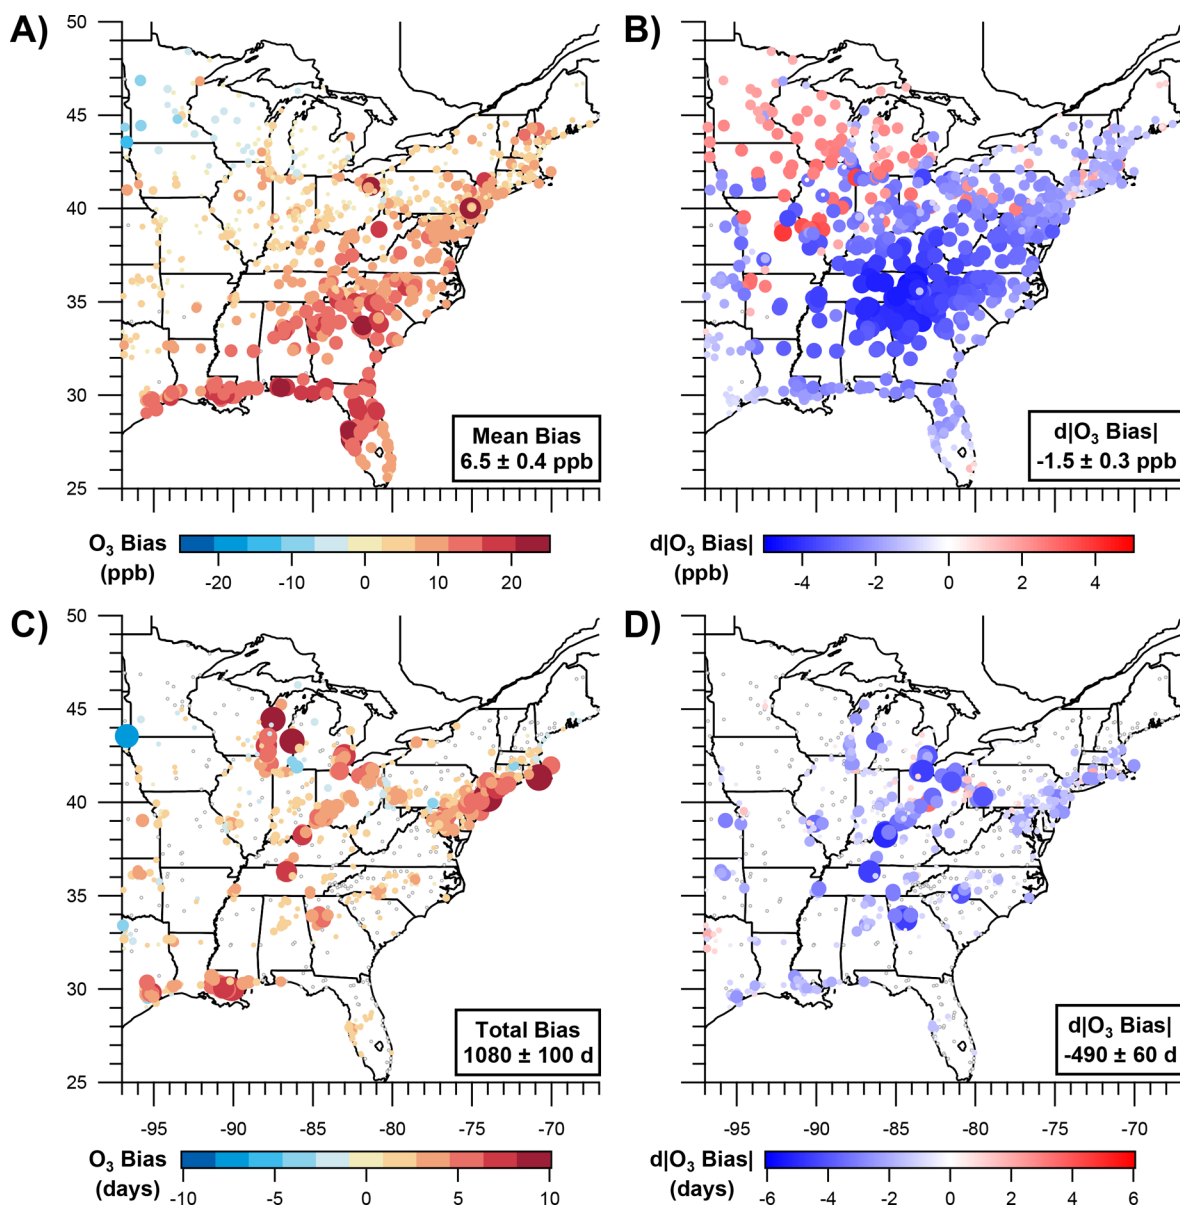 A)
B)
50
45
40
35
30
25
Mean Bias
6.5 ± 0.4 ppb
d|O₃ Bias|
-1.5 ± 0.3 ppb
O₃ Bias
(ppb)
-20 -10 0 10 20
d|O₃ Bias|
(ppb)
-4 -2 0 2 4
C)
D)
50
45
40
35
30
25
Total Bias
1080 ± 100 d
d|O₃ Bias|
-490 ± 60 d
-95 -90 -85 -80 -75 -70
-95 -90 -85 -80 -75 -70
O₃ Bias
(days)
-10 -5 0 5 10
d|O₃ Bias|
(days)
-6 -4 -2 0 2 4 6